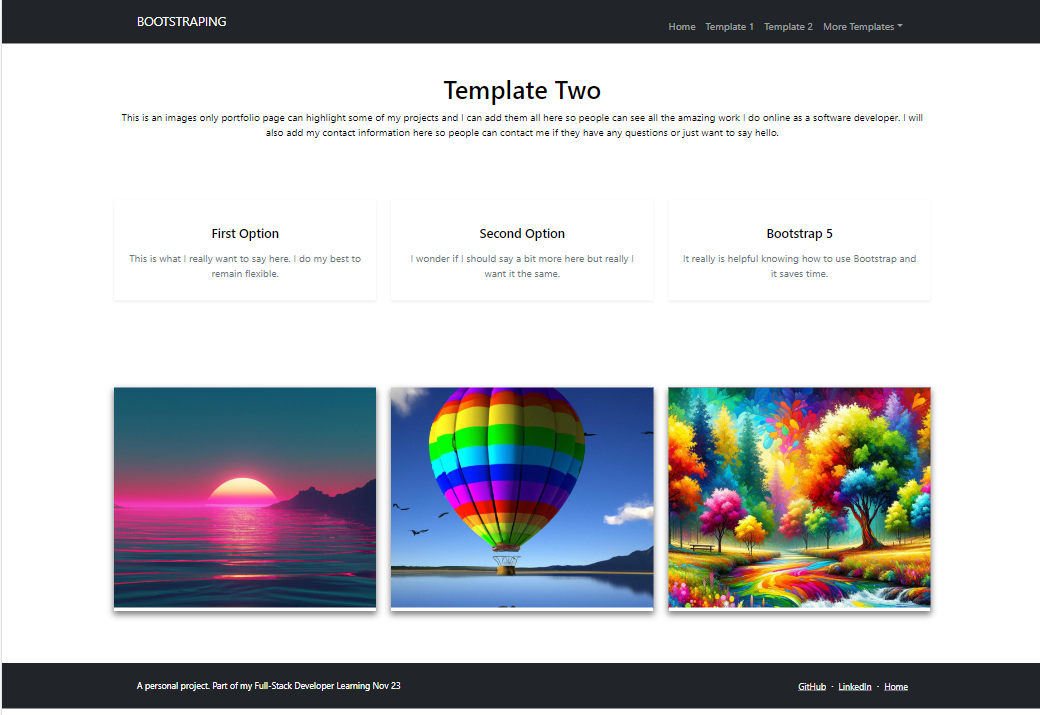 BOOTSTRAPING
Home Template 1 Template 2 More Templates
Template Two
This is an images only portfolio page can highlight some of my projects and I can add them all here so people can see all the amazing work I do online as a software developer. I will
also add my contact information here so people can contact me if they have any questions or just want to say hello.
First Option
This is what I really want to say here. I do my best to
remain flexible.
Second Option
I wonder if I should say a bit more here but really I
want it the same.
Bootstrap 5
It really is helpful knowing how to use Bootstrap and
it saves time.
A personal project. Part of my Full-Stack Developer Learning Nov 23
GitHub · LinkedIn · Home